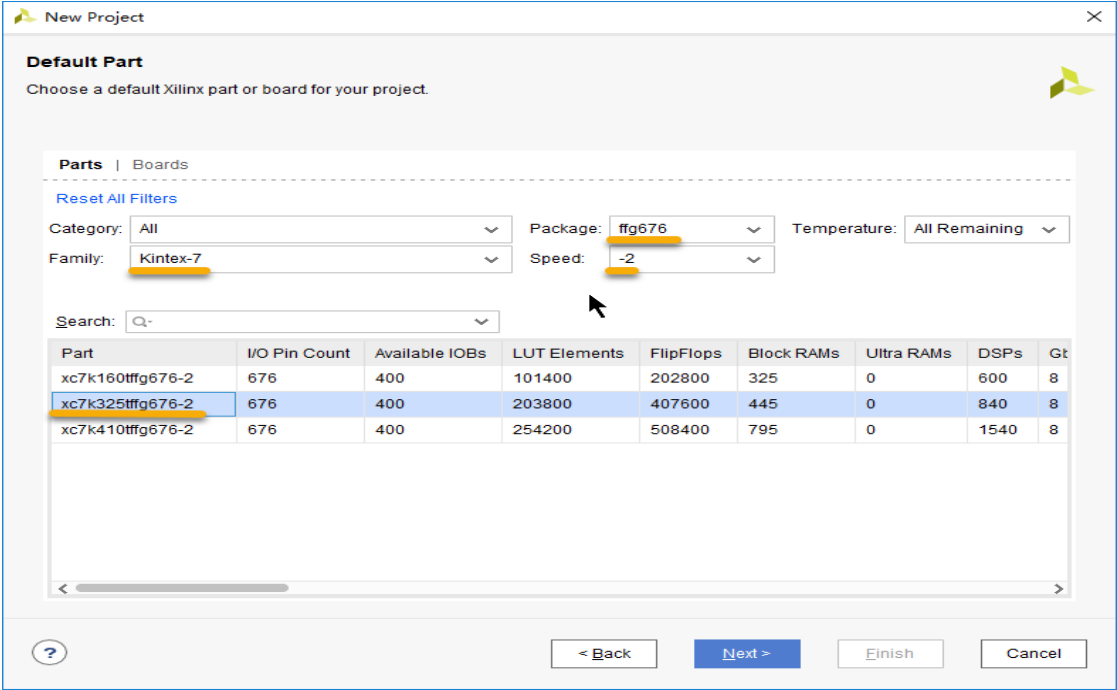 New Project
Default Part
Choose a default Xilinx part or board for your project.
Parts | Boards
Reset All Filters
Category: All Package: ffg676 Temperature: All Remaining
Family: Kintex-7 Speed: -2
Search: Q-
Part I/O Pin Count Available IOBs LUT Elements FlipFlops Block RAMs Ultra RAMs DSPs Gt
xc7k160tffg676-2 676 400 101400 202800 325 0 600 8
xc7k325tffg676-2 676 400 203800 407600 445 0 840 8
xc7k410tffg676-2 676 400 254200 508400 795 0 1540 8
? < Back Next > Finish Cancel